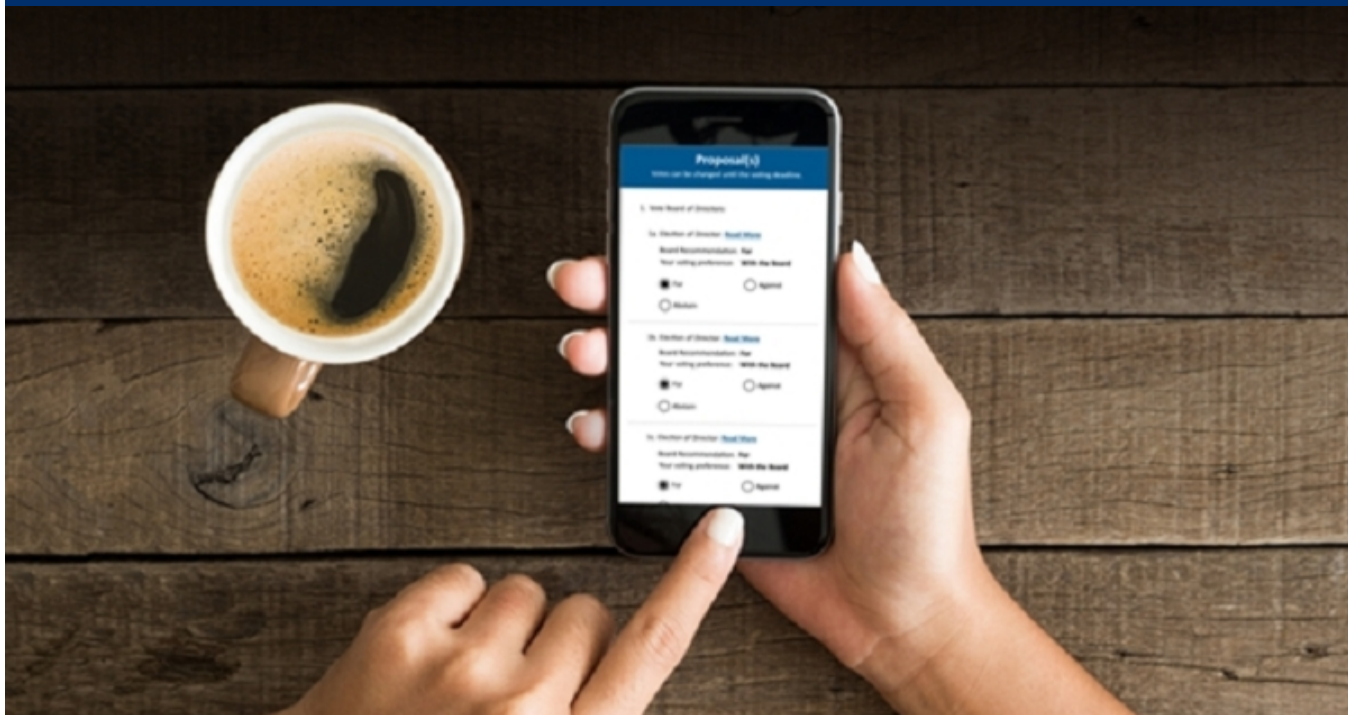 Proposal(s)
Votes can be changed until the voting deadline.
1. Vote Board of Directors
1a. Election of Director: Read More
Board Recommendation: For
Your voting preference: With the Board
For
Against
Abstain
1b. Election of Director: Read More
Board Recommendation: For
Your voting preference: With the Board
For
Against
Abstain
1c. Election of Director: Read More
Board Recommendation: For
Your voting preference: With the Board
For
Against